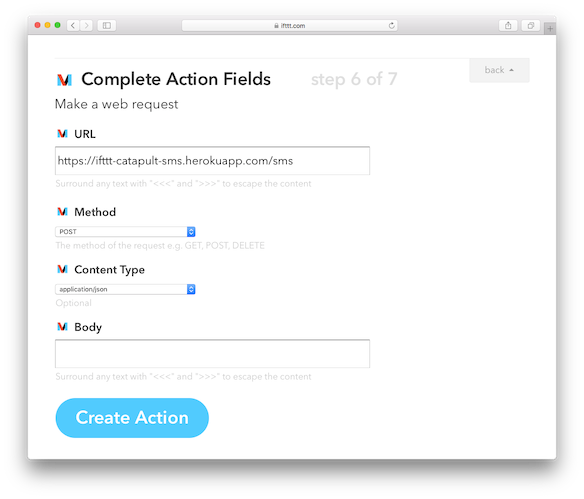 ifttt.com
back
Complete Action Fields
step 6 of 7
Make a web request
URL
https://ifttt-catapult-sms.herokuapp.com/sms
Surround any text with "<<<" and ">>>" to escape the content
Method
POST
The method of the request e.g. GET, POST, DELETE
Content Type
application/json
Optional
Body
Surround any text with "<<<" and ">>>" to escape the content
Create Action